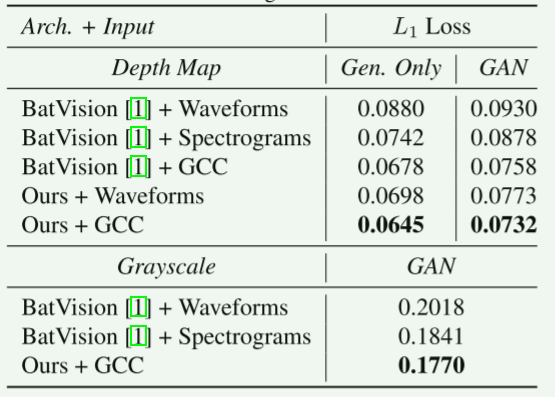 Arch. + Input L1 Loss
Depth Map Gen. Only GAN
BatVision [1] + Waveforms 0.0880 0.0930
BatVision [1] + Spectrograms 0.0742 0.0878
BatVision [1] + GCC 0.0678 0.0758
Ours + Waveforms 0.0698 0.0773
Ours + GCC 0.0645 0.0732
Grayscale GAN
BatVision [1] + Waveforms 0.2018
BatVision [1] + Spectrograms 0.1841
Ours + GCC 0.1770